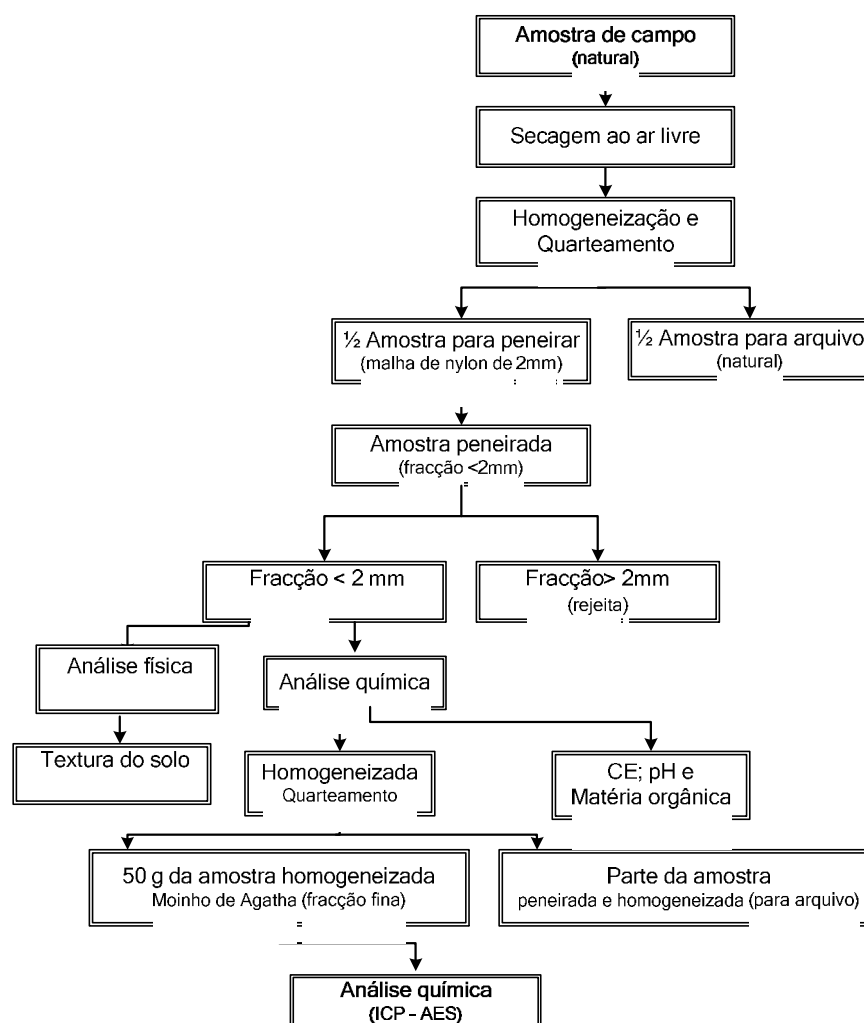 Amostra de campo
(natural)
Secagem ao ar livre
Homogeneização e
Quarteamento
½ Amostra para peneirar
(malha de nylon de 2mm)
½ Amostra para arquivo
(natural)
Amostra peneirada
(fracção <2mm)
Fracção < 2 mm
Fracção> 2mm
(rejeita)
Análise física
Análise química
Textura do solo
Homogeneizada
Quarteamento
CE; pH e
Matéria orgânica
50 g da amostra homogeneizada
Moinho de Agatha (fracção fina)
Parte da amostra
peneirada e homogeneizada (para arquivo)
Análise química
(ICP - AES)